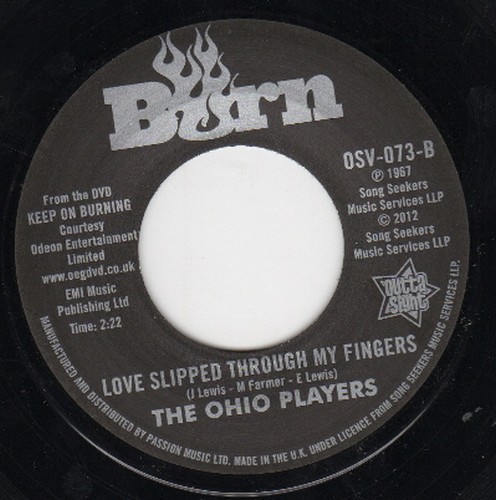 Burn
OSV-073-B
℗ 1967
Song Seekers
Music Services LLP
© 2012
Song Seekers
Music Services LLP
From the DVD
KEEP ON BURNING
Courtesy
Odeon Entertainment
Limited
www.oegdvd.co.uk
EMI Music
Publishing Ltd
Time: 2:22
outta
sight
LOVE SLIPPED THROUGH MY FINGERS
(J Lewis - M Farmer - E Lewis)
THE OHIO PLAYERS
MANUFACTURED AND DISTRIBUTED BY PASSION MUSIC LTD. MADE IN THE U.K. UNDER LICENCE FROM SONG SEEKERS MUSIC SERVICES LLP.